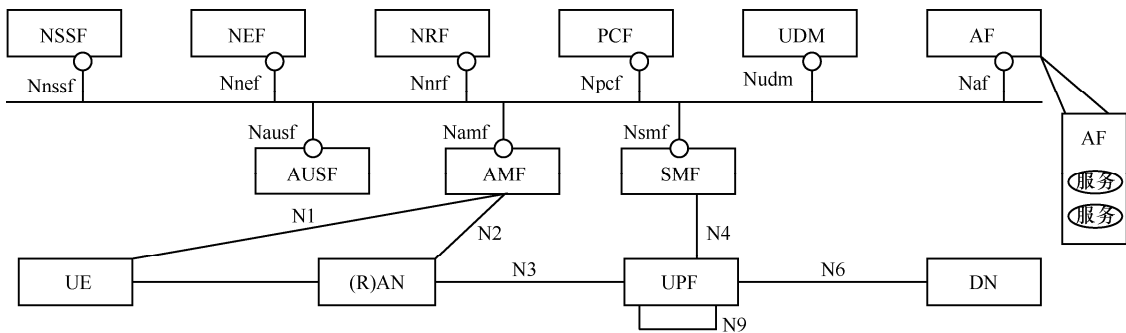 NSSF NEF NRF PCF UDM AF
Nnssf Nnef Nnrf Npcf Nudm Naf
Nausf Namf Nsmf
AF
AUSF AMF SMF
服务
服务
N1 N2 N4
UE (R)AN N3 UPF N6 DN
N9